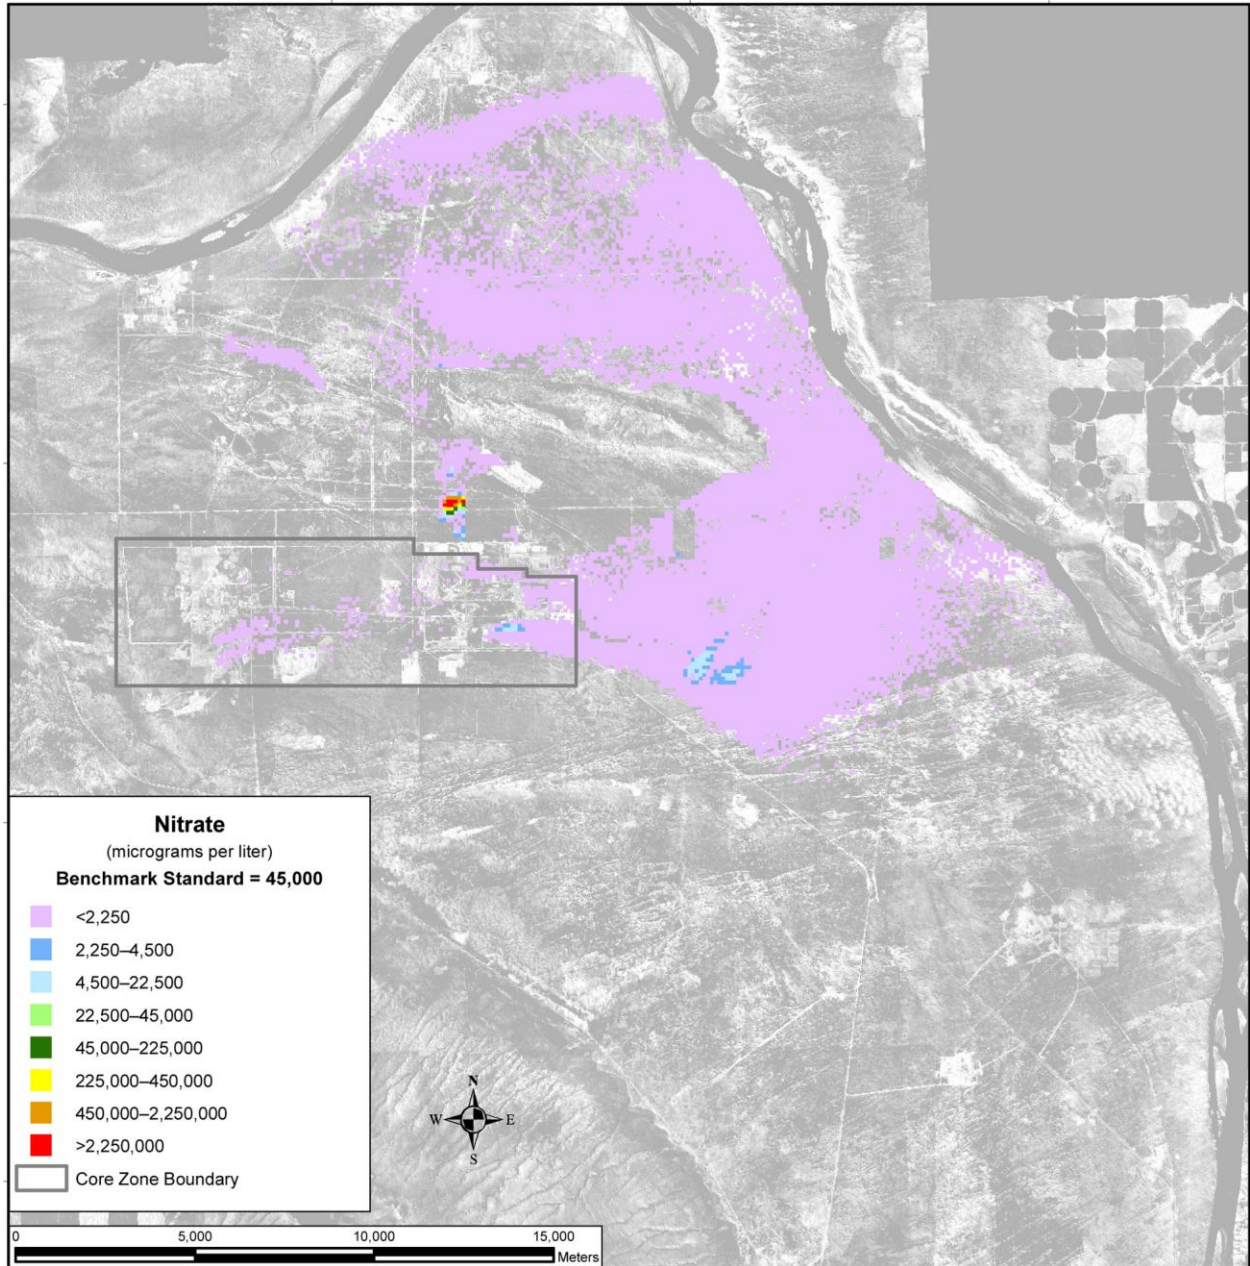 Nitrate
(micrograms per liter)
Benchmark Standard = 45,000
<2,250
2,250–4,500
4,500–22,500
22,500–45,000
45,000–225,000
225,000–450,000
450,000–2,250,000
>2,250,000
Core Zone Boundary
N
W E
S
0 5,000 10,000 15,000
Meters